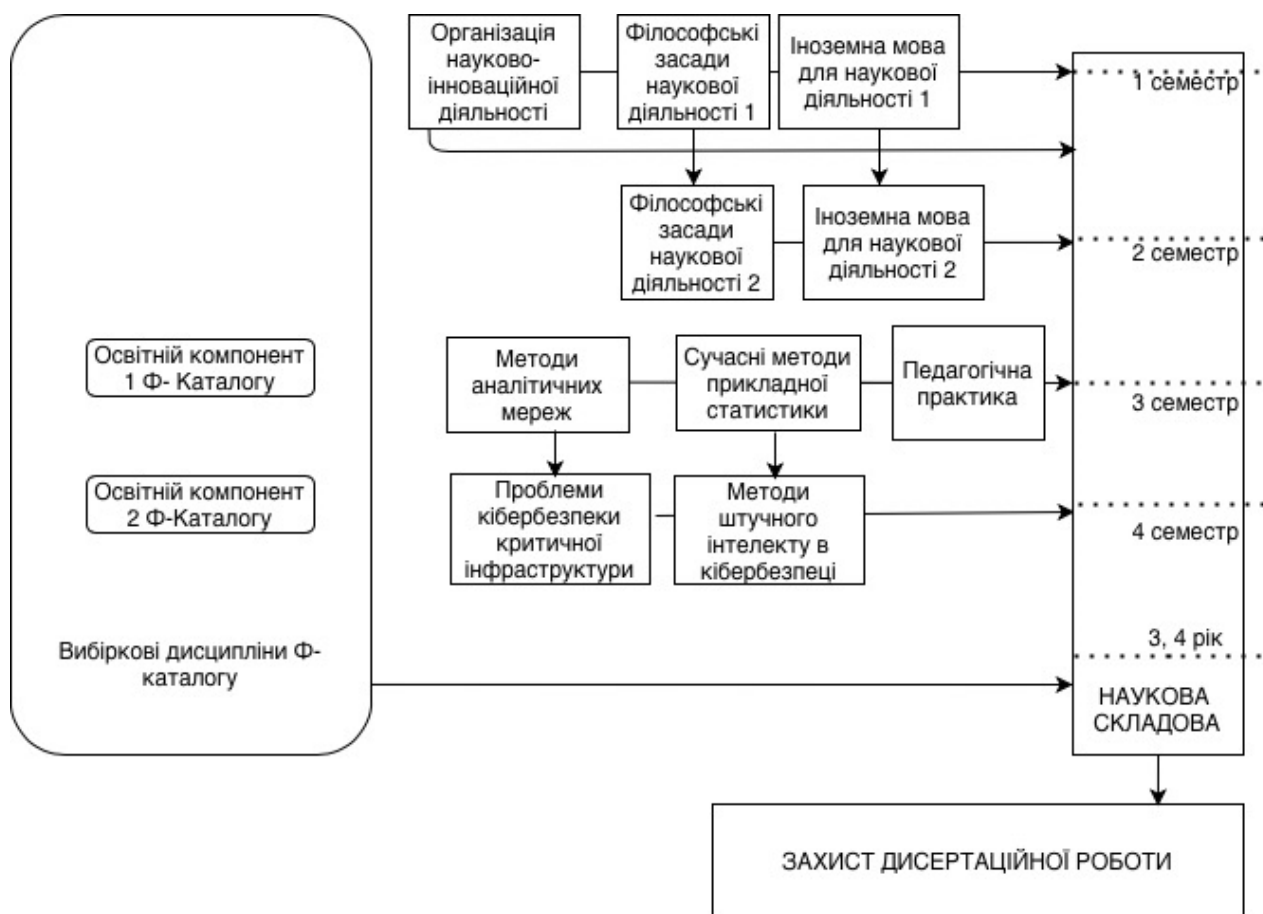 Організація
науково-
інноваційної
діяльності
Філософські
засади
наукової
діяльності 1
Іноземна мова
для наукової
діяльності 1
1 семестр
Філософські
засади
наукової
діяльності 2
Іноземна мова
для наукової
діяльності 2
2 семестр
Освітній компонент
1 Ф- Каталогу
Методи
аналітичних
мереж
Сучасні методи
прикладної
статистики
Педагогічна
практика
3 семестр
Освітній компонент
2 Ф-Каталогу
Проблеми
кібербезпеки
критичної
інфраструктури
Методи
штучного
інтелекту в
кібербезпеці
4 семестр
Вибіркові дисципліни Ф-
каталогу
3, 4 рік
НАУКОВА
СКЛАДОВА
ЗАХИСТ ДИСЕРТАЦІЙНОЇ РОБОТИ